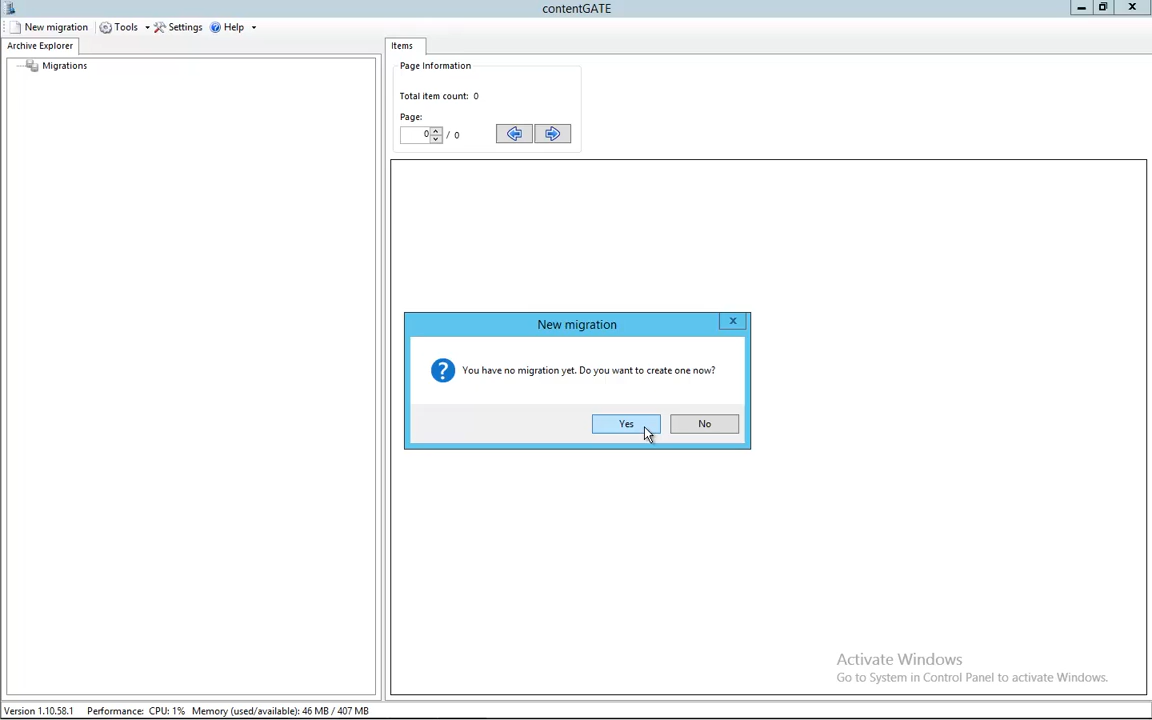 contentGATE
New migration Tools Settings Help
Archive Explorer
Items
Migrations
Page Information
Total item count: 0
Page:
0 / 0
New migration
x
You have no migration yet. Do you want to create one now?
Yes No
Activate Windows
Go to System in Control Panel to activate Windows.
Version 1.10.58.1 Performance: CPU: 1% Memory (used/available): 46 MB / 407 MB